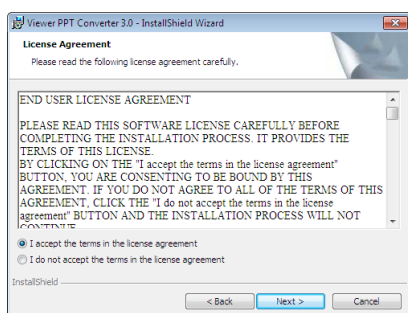 Viewer PPT Converter 3.0 - InstallShield Wizard
License Agreement
Please read the following license agreement carefully.
END USER LICENSE AGREEMENT
PLEASE READ THIS SOFTWARE LICENSE CAREFULLY BEFORE
COMPLETING THE INSTALLATION PROCESS. IT PROVIDES THE
TERMS OF THIS LICENSE.
BY CLICKING ON THE "I accept the terms in the license agreement"
BUTTON, YOU ARE CONSENTING TO BE BOUND BY THIS
AGREEMENT. IF YOU DO NOT AGREE TO ALL OF THE TERMS OF THIS
AGREEMENT, CLICK THE "I do not accept the terms in the license
agreement" BUTTON AND THE INSTALLATION PROCESS WILL NOT
CONTINUE
I accept the terms in the license agreement
I do not accept the terms in the license agreement
InstallShield
< Back
Next >
Cancel